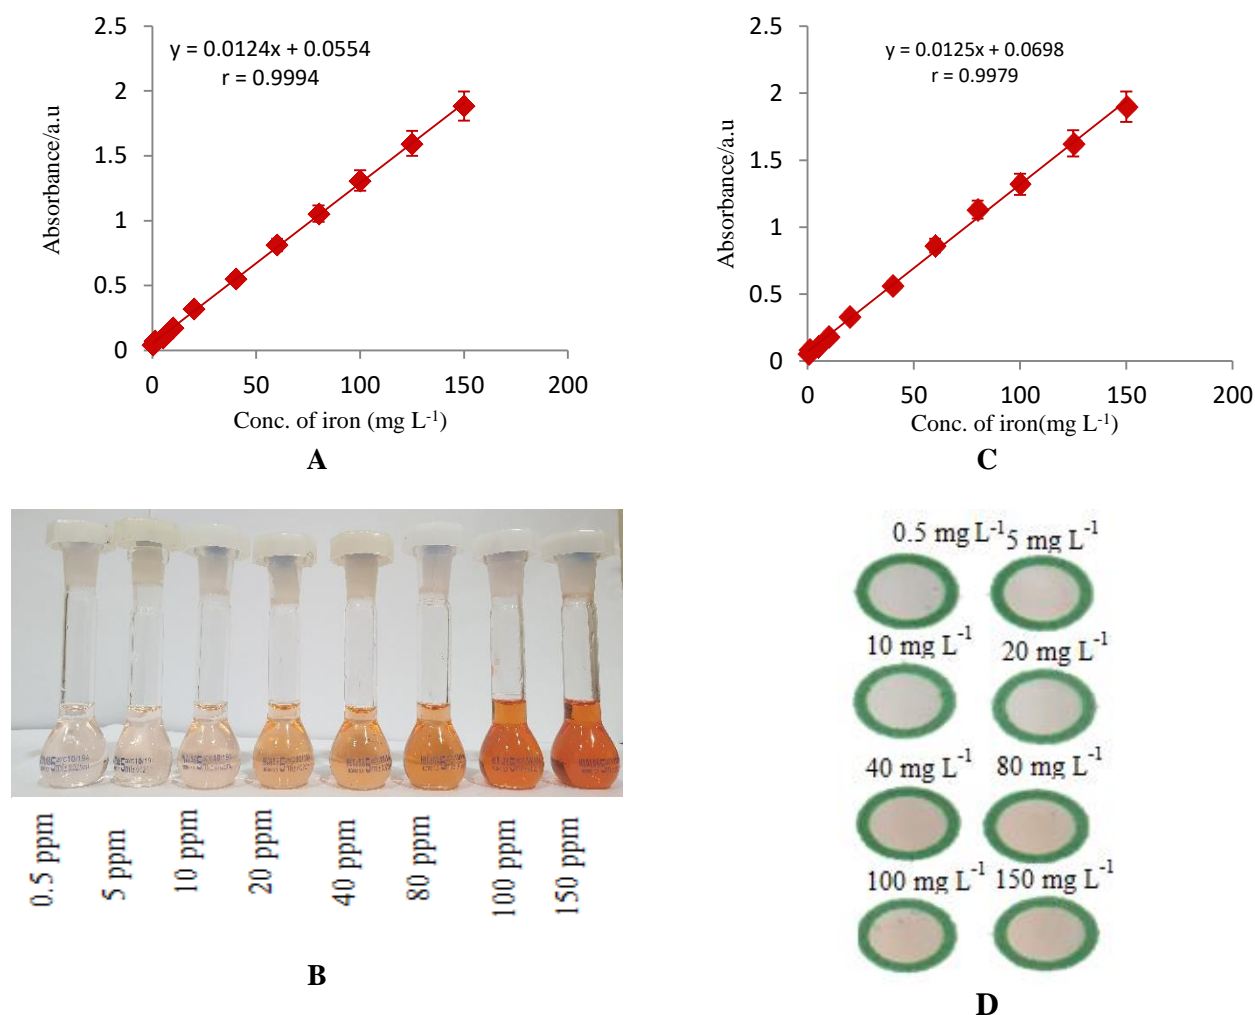 y = 0.0124x + 0.0554
r = 0.9994
2.5
2
1.5
1
0.5
0
Absorbance/a.u
0 50 100 150 200
Conc. of iron (mg L⁻¹)
A
y = 0.0125x + 0.0698
r = 0.9979
2.5
2
1.5
1
0.5
0
Absorbance/a.u
0 50 100 150 200
Conc. of iron(mg L⁻¹)
C
0.5 ppm
5 ppm
10 ppm
20 ppm
40 ppm
80 ppm
100 ppm
150 ppm
B
0.5 mg L⁻¹ 5 mg L⁻¹
10 mg L⁻¹ 20 mg L⁻¹
40 mg L⁻¹ 80 mg L⁻¹
100 mg L⁻¹ 150 mg L⁻¹
D